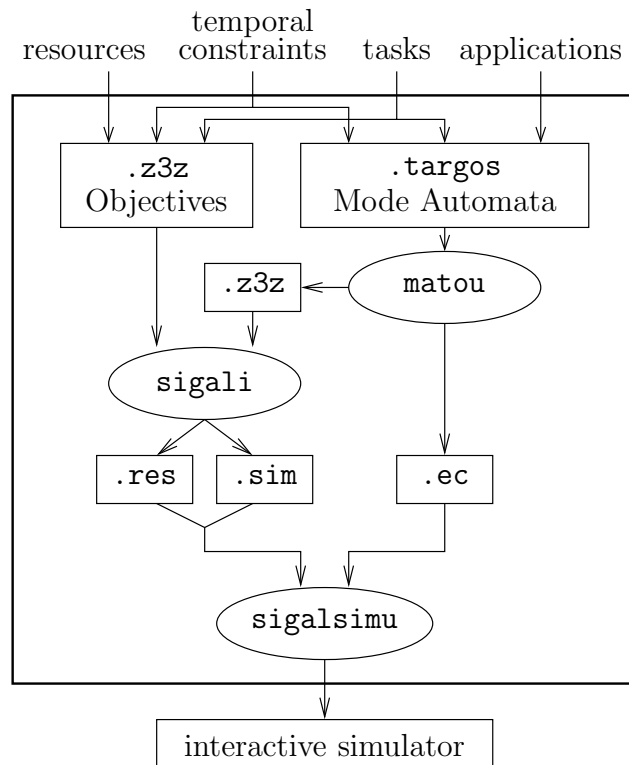 temporal
resources constraints tasks applications
.z3z .targos
Objectives Mode Automata
.z3z matou
sigali
.res .sim .ec
sigalsimu
interactive simulator